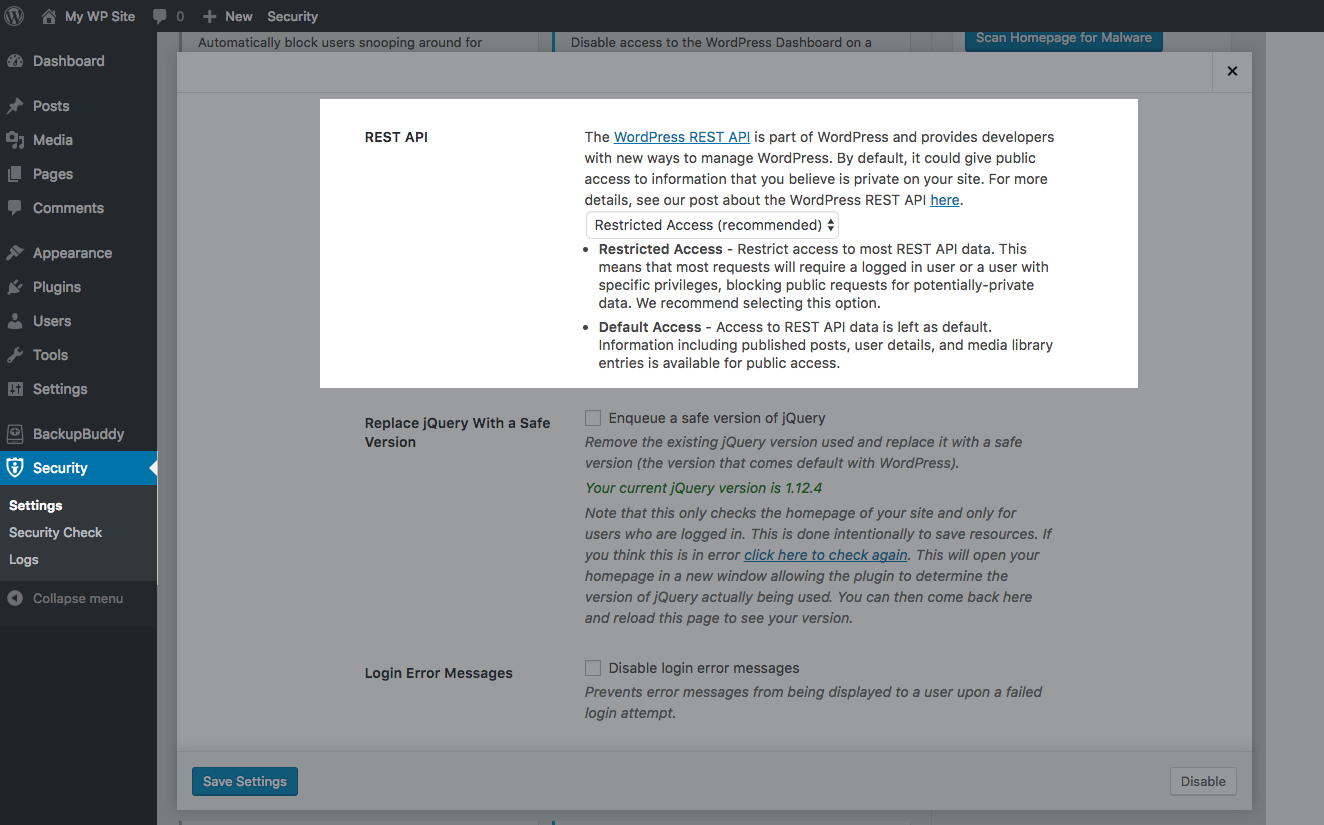 My WP Site
0
New
Security
Dashboard
Posts
Media
Pages
Comments
Appearance
Plugins
Users
Tools
Settings
BackupBuddy
Security
Settings
Security Check
Logs
Collapse menu
Automatically block users snooping around for
Disable access to the WordPress Dashboard on a
Scan Homepage for Malware
REST API
The WordPress REST API is part of WordPress and provides developers
with new ways to manage WordPress. By default, it could give public
access to information that you believe is private on your site. For more
details, see our post about the WordPress REST API here.
Restricted Access (recommended)
• Restricted Access - Restrict access to most REST API data. This
means that most requests will require a logged in user or a user with
specific privileges, blocking public requests for potentially-private
data. We recommend selecting this option.
• Default Access - Access to REST API data is left as default.
Information including published posts, user details, and media library
entries is available for public access.
Replace jQuery With a Safe
Version
Enqueue a safe version of jQuery
Remove the existing jQuery version used and replace it with a safe
version (the version that comes default with WordPress).
Your current jQuery version is 1.12.4
Note that this only checks the homepage of your site and only for
users who are logged in. This is done intentionally to save resources. If
you think this is in error click here to check again. This will open your
homepage in a new window allowing the plugin to determine the
version of jQuery actually being used. You can then come back here
and reload this page to see your version.
Login Error Messages
Disable login error messages
Prevents error messages from being displayed to a user upon a failed
login attempt.
Save Settings
Disable